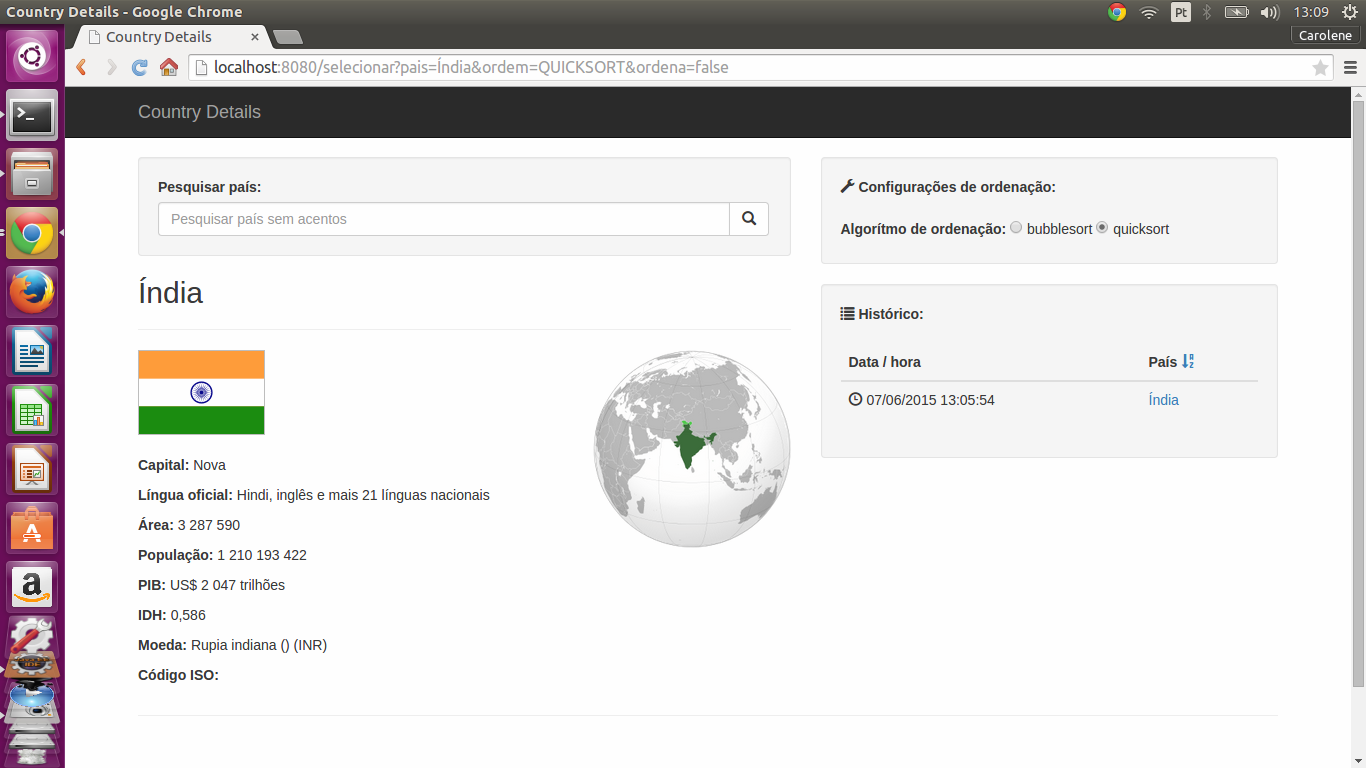 Country Details - Google Chrome
Pt
13:09
Country Details
Carolene
localhost:8080/selecionar?pais=Índia&ordem=QUICKSORT&ordena=false
Country Details
Pesquisar país:
Pesquisar país sem acentos
Índia
Capital: Nova
Língua oficial: Hindi, inglês e mais 21 línguas nacionais
Área: 3 287 590
População: 1 210 193 422
PIB: US$ 2 047 trilhões
IDH: 0,586
Moeda: Rupia indiana () (INR)
Código ISO:
Configurações de ordenação:
Algorítmo de ordenação: bubblesort quicksort
Histórico:
Data / hora País
07/06/2015 13:05:54 Índia